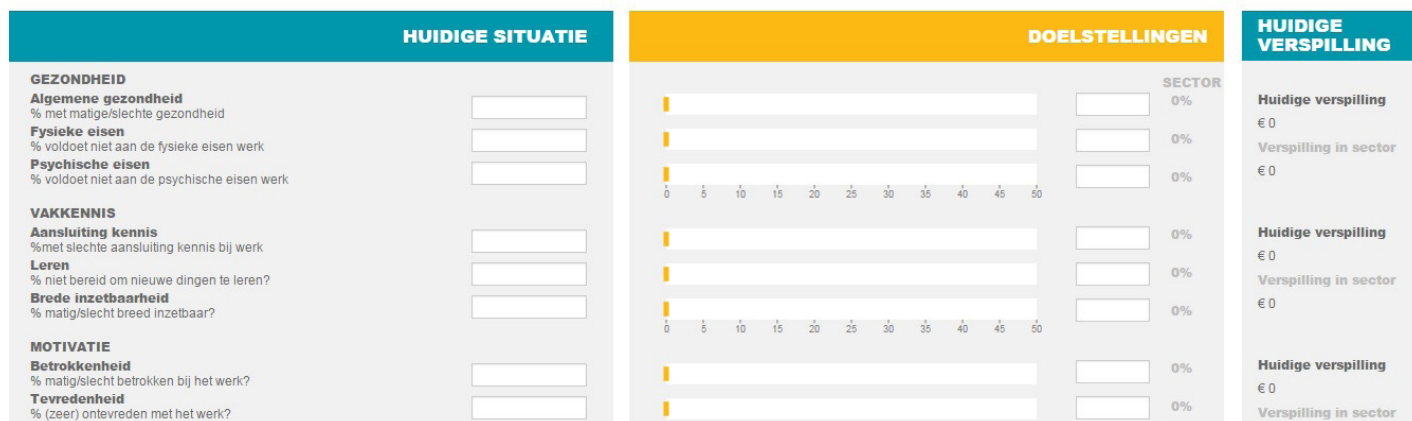 HUIDIGE SITUATIE
GEZONDHEID
Algemene gezondheid
% met matige/slechte gezondheid
Fysieke eisen
% voldoet niet aan de fysieke eisen werk
Psychische eisen
% voldoet niet aan de psychische eisen werk
VAKKENNIS
Aansluiting kennis
%met slechte aansluiting kennis bij werk
Leren
% niet bereid om nieuwe dingen te leren?
Brede inzetbaarheid
% matig/slecht breed inzetbaar?
MOTIVATIE
Betrokkenheid
% matig/slecht betrokken bij het werk?
Tevredenheid
% (zeer) ontevreden met het werk?
DOELSTELLINGEN
SECTOR
0%
0%
0%
0 5 10 15 20 25 30 35 40 45 50
0%
0%
0%
0 5 10 15 20 25 30 35 40 45 50
0%
0%
HUIDIGE
VERSPILLING
Huidige verspilling
€ 0
Verspilling in sector
€ 0
Huidige verspilling
€ 0
Verspilling in sector
€ 0
Huidige verspilling
€ 0
Verspilling in sector